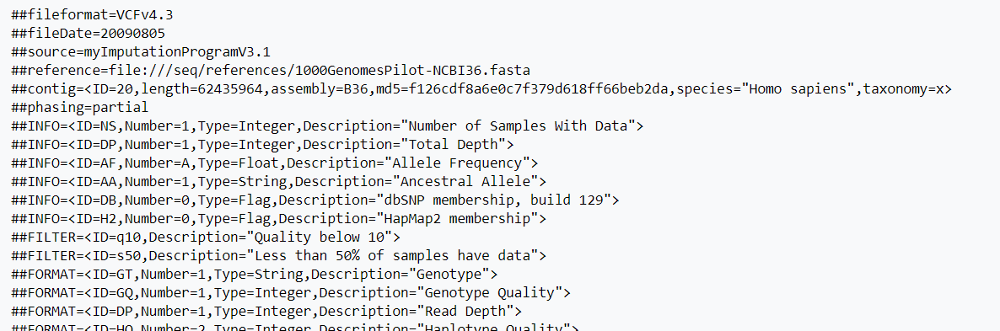 ##fileformat=VCFv4.3
##fileDate=20090805
##source=myImputationProgramV3.1
##reference=file:///seq/references/1000GenomesPilot-NCBI36.fasta
##contig=<ID=20,length=62435964,assembly=B36,md5=f126cdf8a6e0c7f379d618ff66beb2da,species="Homo sapiens",taxonomy=x>
##phasing=partial
##INFO=<ID=NS,Number=1,Type=Integer,Description="Number of Samples With Data">
##INFO=<ID=DP,Number=1,Type=Integer,Description="Total Depth">
##INFO=<ID=AF,Number=A,Type=Float,Description="Allele Frequency">
##INFO=<ID=AA,Number=1,Type=String,Description="Ancestral Allele">
##INFO=<ID=DB,Number=0,Type=Flag,Description="dbSNP membership, build 129">
##INFO=<ID=H2,Number=0,Type=Flag,Description="HapMap2 membership">
##FILTER=<ID=q10,Description="Quality below 10">
##FILTER=<ID=s50,Description="Less than 50% of samples have data">
##FORMAT=<ID=GT,Number=1,Type=String,Description="Genotype">
##FORMAT=<ID=GQ,Number=1,Type=Integer,Description="Genotype Quality">
##FORMAT=<ID=DP,Number=1,Type=Integer,Description="Read Depth">
##FORMAT=<ID=HQ,Number=2,Type=Integer,Description="Haplotype Quality">